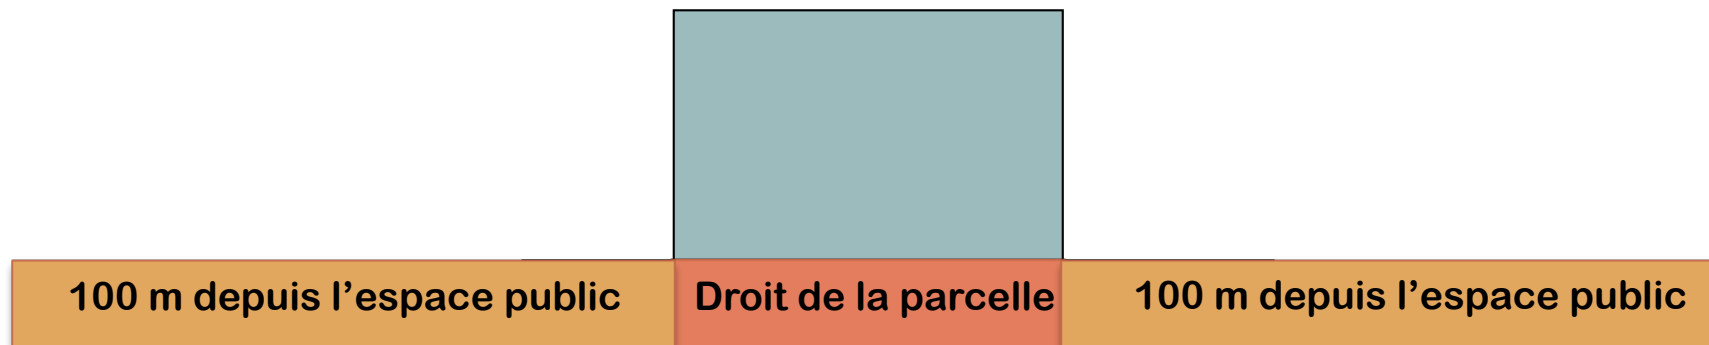 100 m depuis l’espace public
Droit de la parcelle
100 m depuis l’espace public